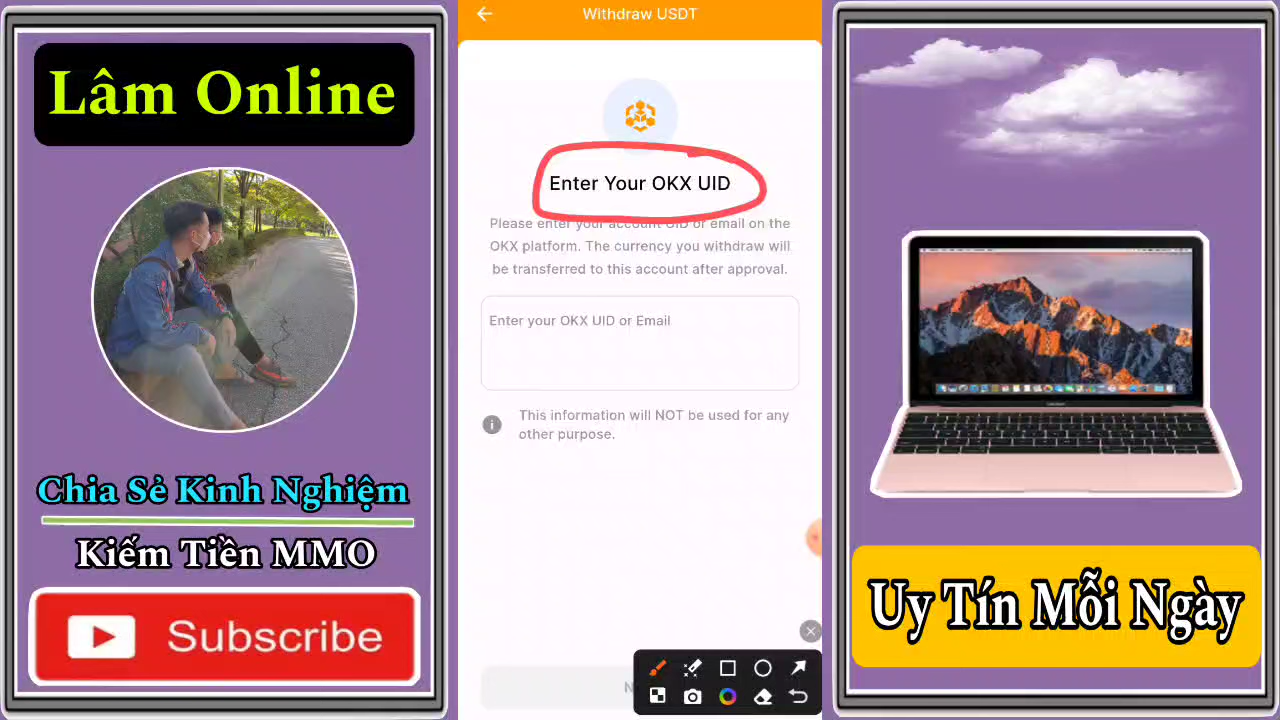 Lâm Online
Chia Sẻ Kinh Nghiệm
Kiếm Tiền MMO
Subscribe
Withdraw USDT
Enter Your OKX UID
Please enter your account UID or email on the
OKX platform. The currency you withdraw will
be transferred to this account after approval.
Enter your OKX UID or Email
This information will NOT be used for any
other purpose.
Uy Tín Mỗi Ngày